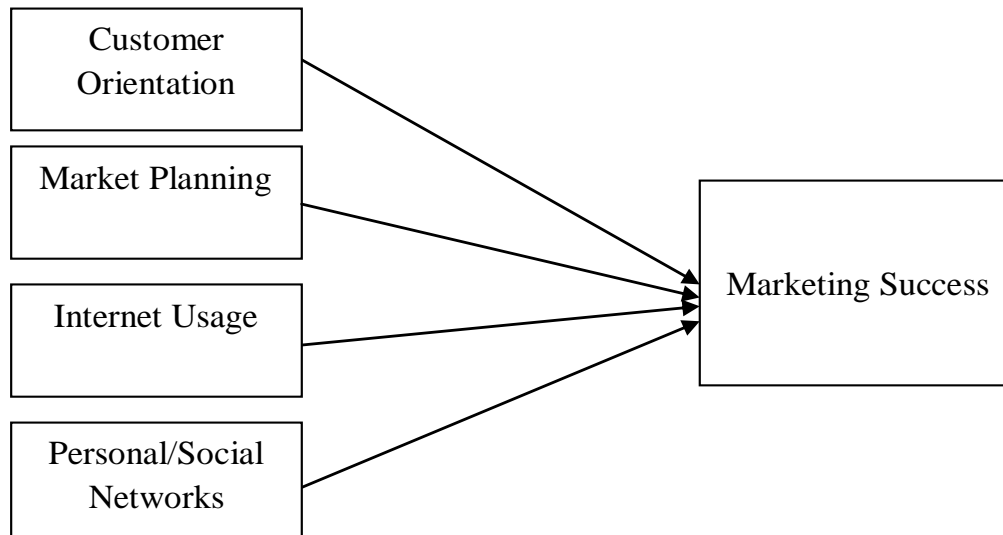 Customer
Orientation
Market Planning
Internet Usage
Personal/Social
Networks
Marketing Success